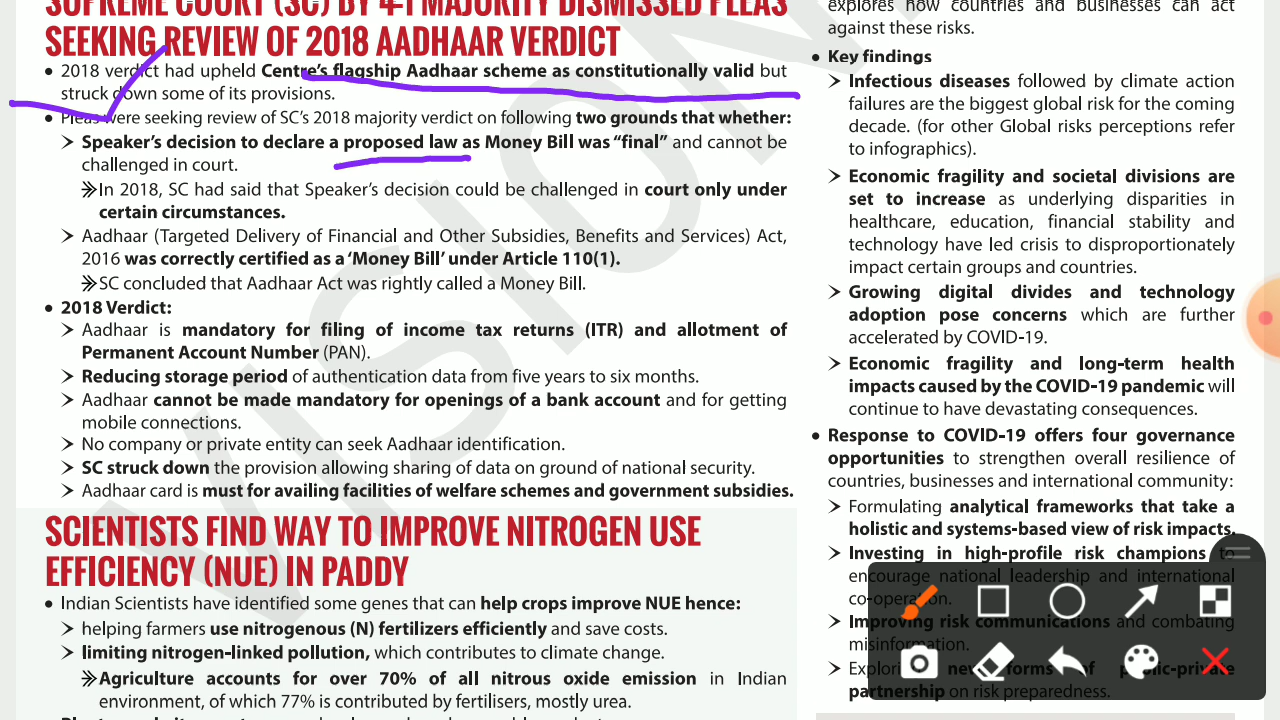 SUPREME COURT (SC) BY 4-1 MAJORITY DISMISSED PLEAS
SEEKING REVIEW OF 2018 AADHAAR VERDICT
• 2018 verdict had upheld Centre's flagship Aadhaar scheme as constitutionally valid but
struck down some of its provisions.
• Pleas were seeking review of SC's 2018 majority verdict on following two grounds that whether:
➤ Speaker's decision to declare a proposed law as Money Bill was "final" and cannot be
challenged in court.
⨠ In 2018, SC had said that Speaker's decision could be challenged in court only under
certain circumstances.
➤ Aadhaar (Targeted Delivery of Financial and Other Subsidies, Benefits and Services) Act,
2016 was correctly certified as a 'Money Bill' under Article 110(1).
⨠ SC concluded that Aadhaar Act was rightly called a Money Bill.
• 2018 Verdict:
➤ Aadhaar is mandatory for filing of income tax returns (ITR) and allotment of
Permanent Account Number (PAN).
➤ Reducing storage period of authentication data from five years to six months.
➤ Aadhaar cannot be made mandatory for openings of a bank account and for getting
mobile connections.
➤ No company or private entity can seek Aadhaar identification.
➤ SC struck down the provision allowing sharing of data on ground of national security.
➤ Aadhaar card is must for availing facilities of welfare schemes and government subsidies.
SCIENTISTS FIND WAY TO IMPROVE NITROGEN USE
EFFICIENCY (NUE) IN PADDY
• Indian Scientists have identified some genes that can help crops improve NUE hence:
➤ helping farmers use nitrogenous (N) fertilizers efficiently and save costs.
➤ limiting nitrogen-linked pollution, which contributes to climate change.
⨠ Agriculture accounts for over 70% of all nitrous oxide emission in Indian
environment, of which 77% is contributed by fertilisers, mostly urea.
explores how countries and businesses can act
against these risks.
• Key findings
➤ Infectious diseases followed by climate action
failures are the biggest global risk for the coming
decade. (for other Global risks perceptions refer
to infographics).
➤ Economic fragility and societal divisions are
set to increase as underlying disparities in
healthcare, education, financial stability and
technology have led crisis to disproportionately
impact certain groups and countries.
➤ Growing digital divides and technology
adoption pose concerns which are further
accelerated by COVID-19.
➤ Economic fragility and long-term health
impacts caused by the COVID-19 pandemic will
continue to have devastating consequences.
• Response to COVID-19 offers four governance
opportunities to strengthen overall resilience of
countries, businesses and international community:
➤ Formulating analytical frameworks that take a
holistic and systems-based view of risk impacts.
➤ Investing in high-profile risk champions to
encourage national leadership and international
co-operation.
➤ Improving risk communications and combating
misinformation.
➤ Exploring new forms of public-private
partnership on risk preparedness.
VISION